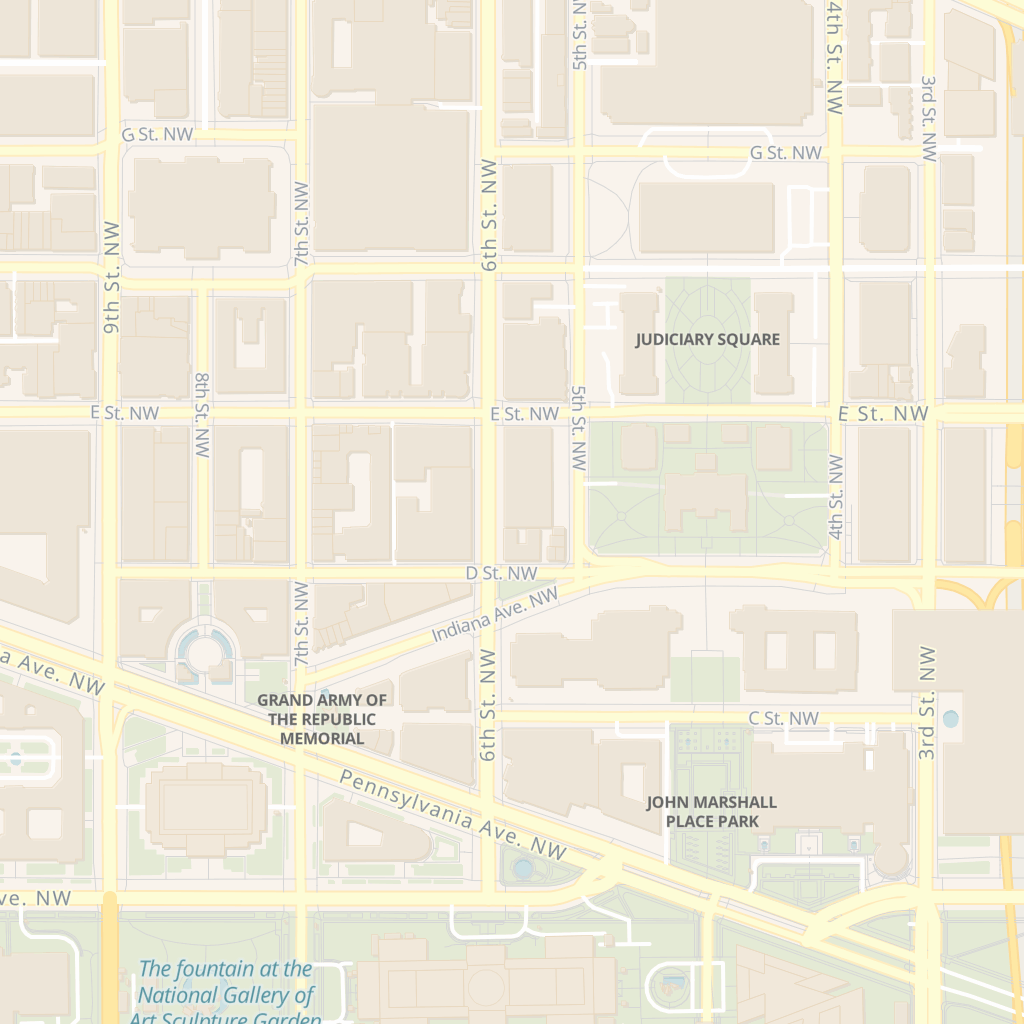 5th St. NW
4th St. NW
G St. NW
3rd St. NW
G St. NW
6th St. NW
7th St. NW
9th St. NW
JUDICIARY SQUARE
8th St. NW
5th St. NW
E St. NW
E St. NW
E St. NW
4th St. NW
D St. NW
Indiana Ave. NW
7th St. NW
a Ave. NW
6th St. NW
3rd St. NW
GRAND ARMY OF
THE REPUBLIC
MEMORIAL
C St. NW
Pennsylvania Ave. NW
JOHN MARSHALL
PLACE PARK
ve. NW
The fountain at the
National Gallery of
Art Sculpture Garden